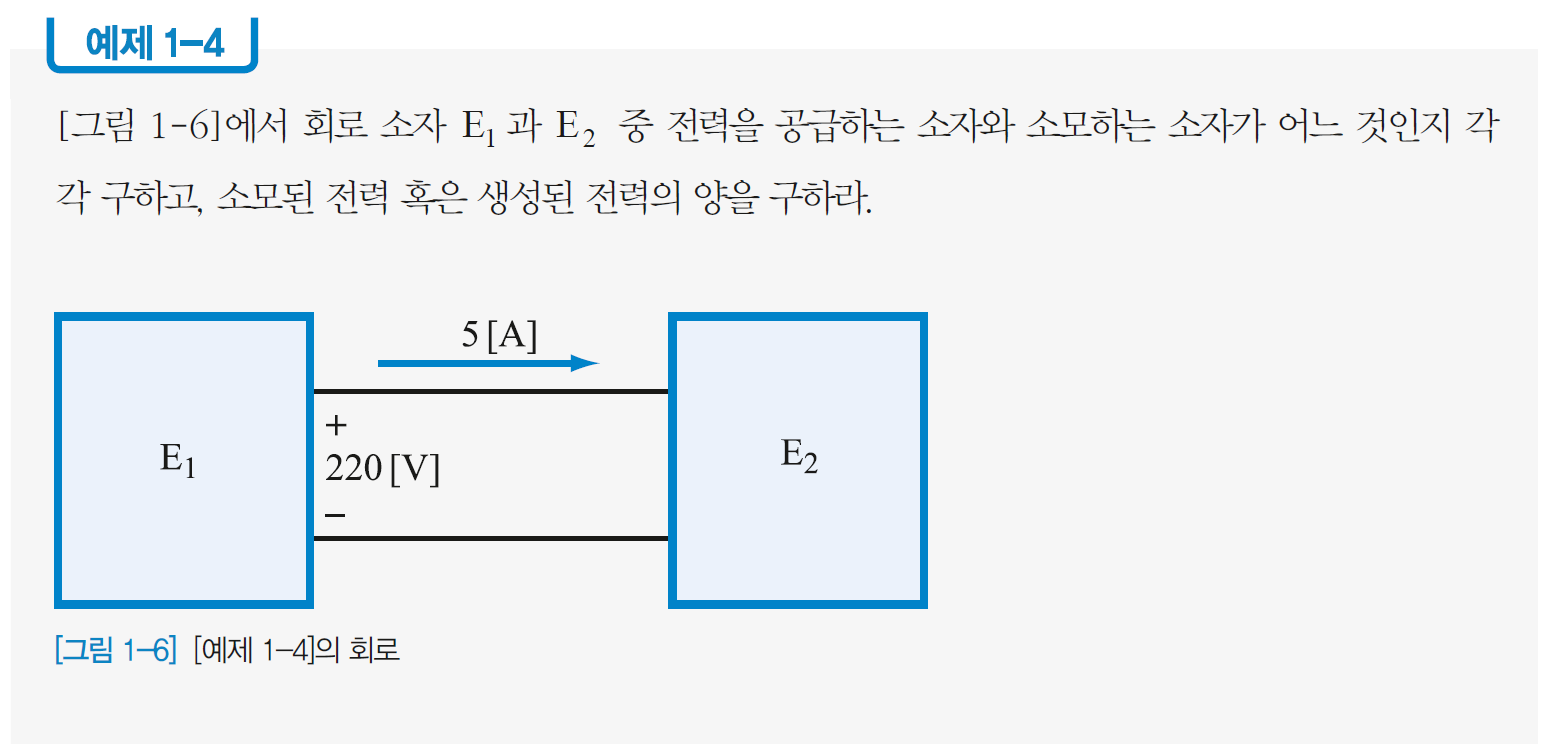 예제 1-4
[그림 1-6]에서 회로 소자 E₁과 E₂ 중 전력을 공급하는 소자와 소모하는 소자가 어느 것인지 각
각 구하고, 소모된 전력 혹은 생성된 전력의 양을 구하라.
5[A]
+
220[V]
−
E₁
E₂
[그림 1-6] [예제 1-4]의 회로